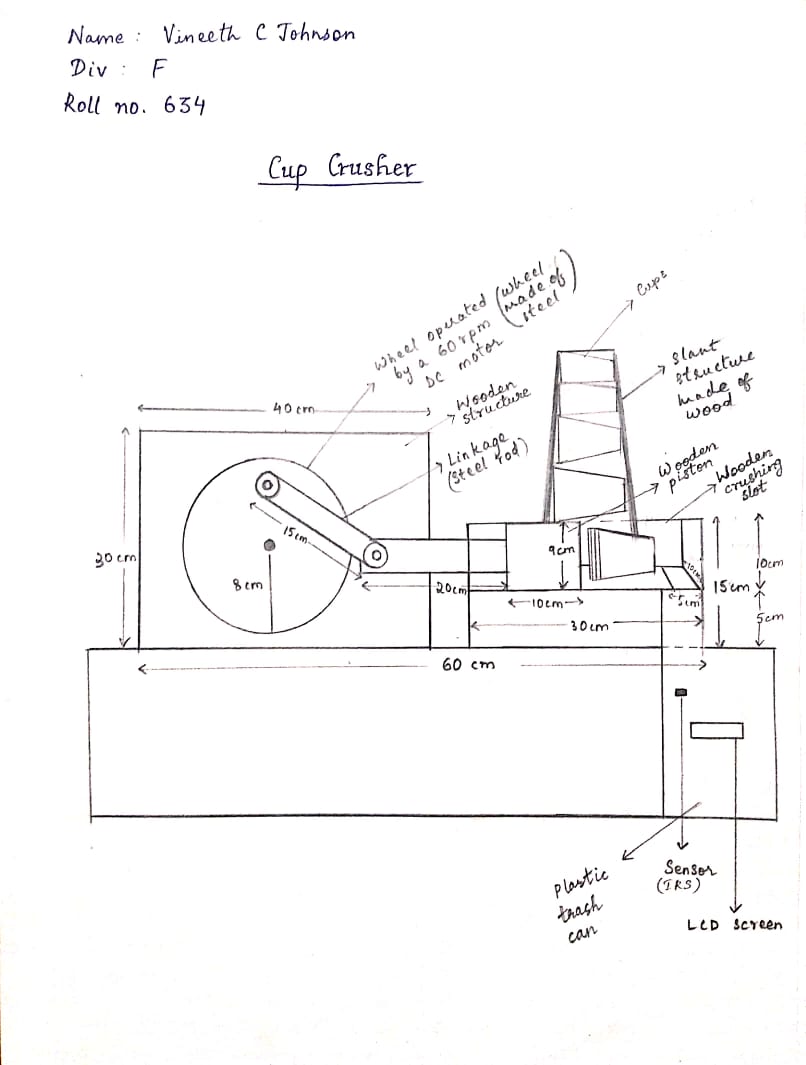 Name : Vineeth C Johnson
Div : F
Roll no. 634
Cup Crusher
Cups
Wheel operated (wheel
by a 60 rpm (made of
DC motor (steel
slant
structure
made of
wood
40 cm
Wooden
structure
Linkage
(steel rod)
Wooden
piston
Wooden
crushing
slot
30 cm
15cm
8 cm
9cm
10cm
10cm
15cm
20cm
10cm
5cm
5cm
30cm
60 cm
plastic
trash
can
Sensor
(IRS)
LCD Screen